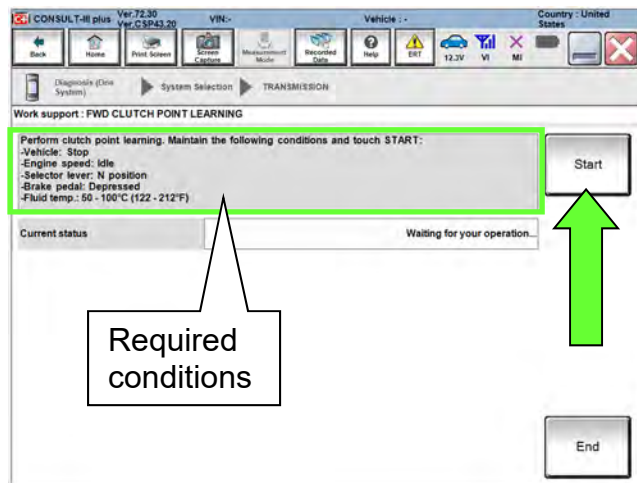 CONSULT-III plus Ver.72.30 VIN:- Vehicle : - Country : United
Ver.CSP43.20 States
Back Home Print Screen Screen Capture Measurement Mode Recorded Data Help ERT 12.2V VI MI
Diagnosis (One System) System Selection TRANSMISSION
Work support : FWD CLUTCH POINT LEARNING
Perform clutch point learning. Maintain the following conditions and touch START:
-Vehicle: Stop
-Engine speed: Idle
-Selector lever: N position
-Brake pedal: Depressed
-Fluid temp.: 50 - 100°C (122 - 212°F)
Start
Current status Waiting for your operation...
Required
conditions
End